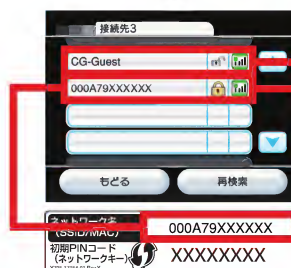 接続先3
CG-Guest
000A79XXXXXX
もどる
再検索
ネットワーク名
(SSID/MAC)
000A79XXXXXX
初期PINコード
(ネットワークキー)
XXXXXXXX